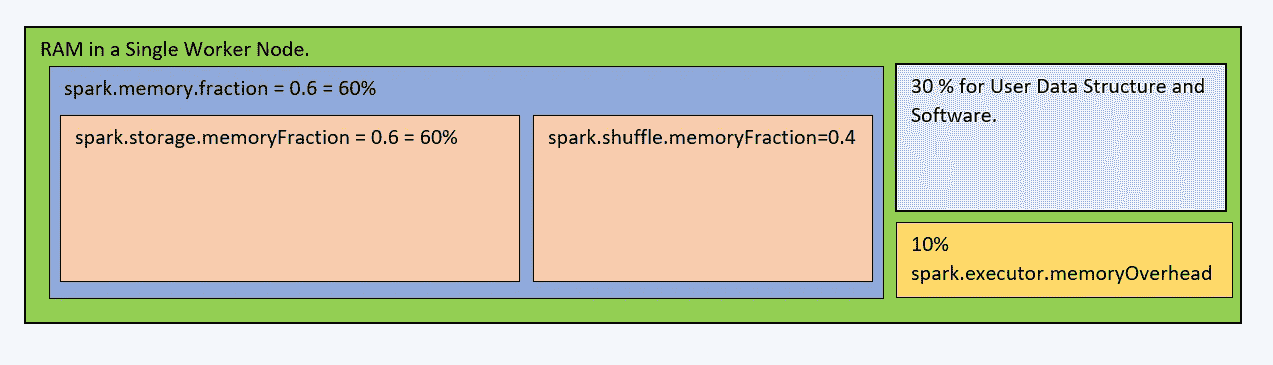 RAM in a Single Worker Node.
spark.memory.fraction = 0.6 = 60%
spark.storage.memoryFraction = 0.6 = 60%
spark.shuffle.memoryFraction=0.4
30 % for User Data Structure and
Software.
10%
spark.executor.memoryOverhead